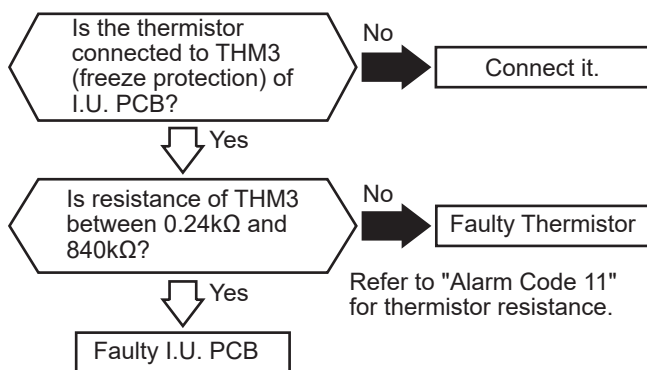 Is the thermistor
connected to THM3
(freeze protection) of
I.U. PCB?
No
Connect it.
Yes
Is resistance of THM3
between 0.24kΩ and
840kΩ?
No
Faulty Thermistor
Refer to "Alarm Code 11"
for thermistor resistance.
Yes
Faulty I.U. PCB